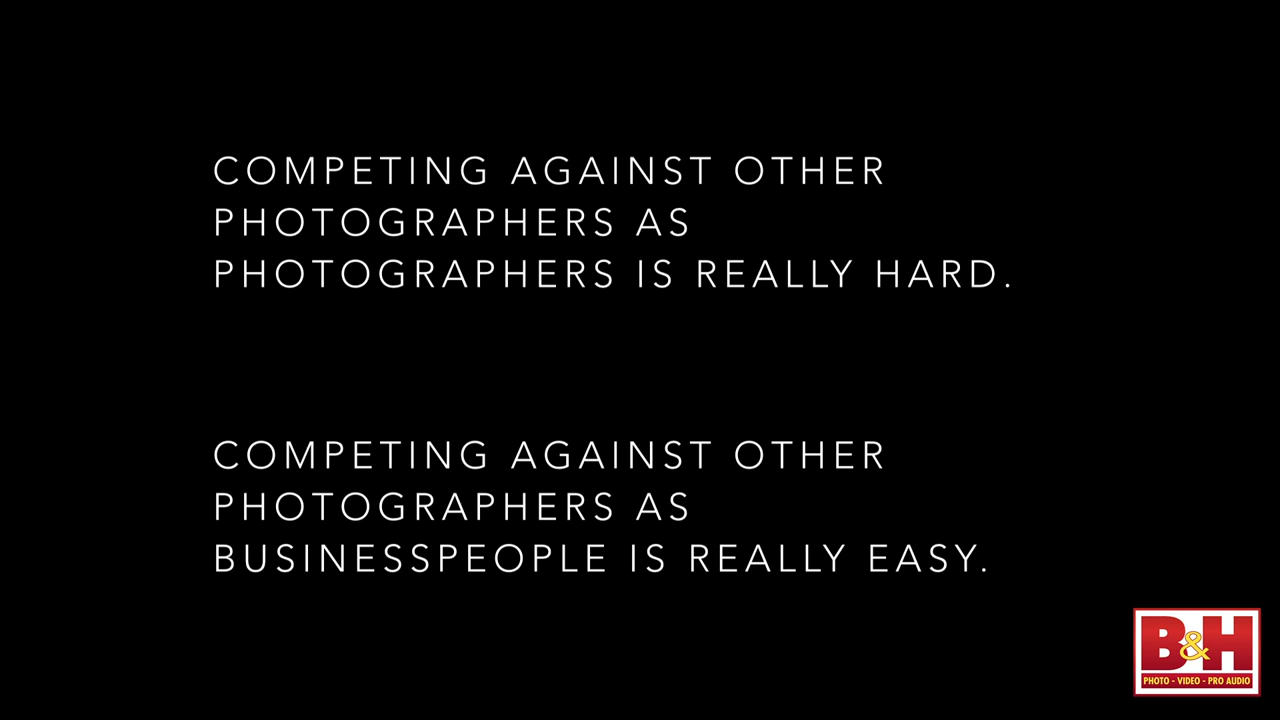 COMPETING AGAINST OTHER
PHOTOGRAPHERS AS
PHOTOGRAPHERS IS REALLY HARD.
COMPETING AGAINST OTHER
PHOTOGRAPHERS AS
BUSINESSPEOPLE IS REALLY EASY.
B&H
PHOTO - VIDEO - PRO AUDIO